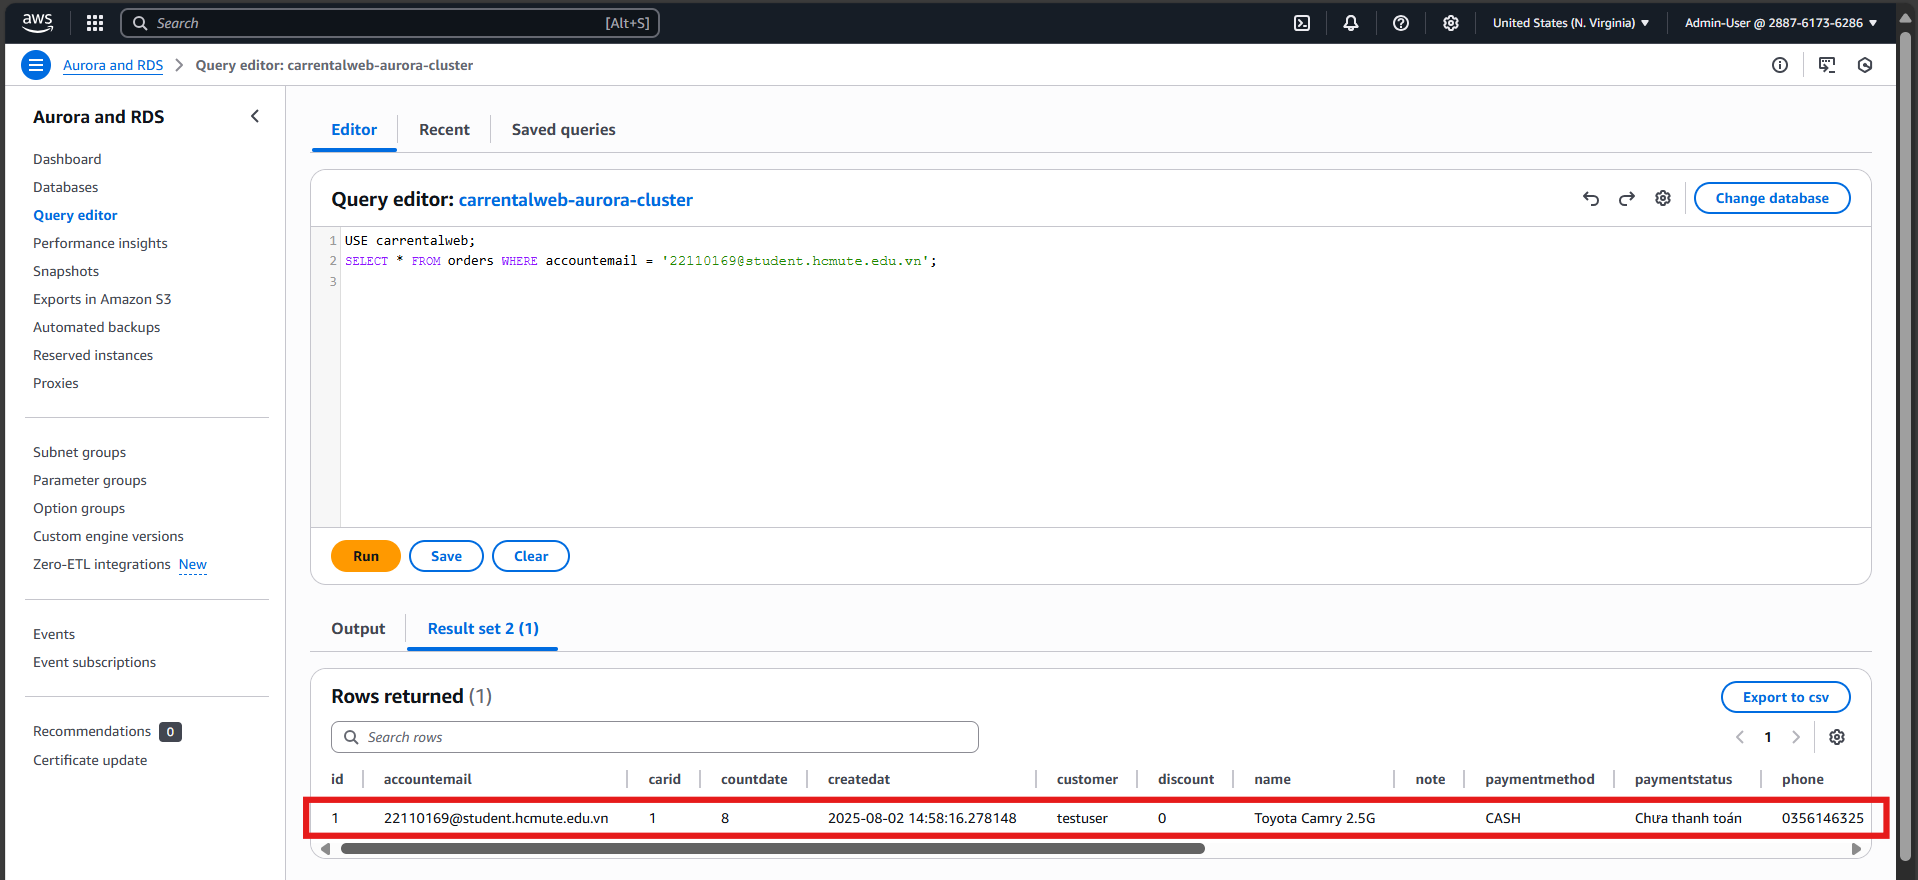 aws
Search [Alt+S]
United States (N. Virginia) Admin-User @ 2887-6173-6286
Aurora and RDS Query editor: carrentalweb-aurora-cluster
Aurora and RDS
Dashboard
Databases
Query editor
Performance insights
Snapshots
Exports in Amazon S3
Automated backups
Reserved instances
Proxies
Subnet groups
Parameter groups
Option groups
Custom engine versions
Zero-ETL integrations New
Events
Event subscriptions
Recommendations 0
Certificate update
Editor Recent Saved queries
Query editor: carrentalweb-aurora-cluster
Change database
1 USE carrentalweb;
2 SELECT * FROM orders WHERE accountemail = '22110169@student.hcmute.edu.vn';
3
Run Save Clear
Output Result set 2 (1)
Rows returned (1)
Export to csv
Search rows
1
id accountemail carid countdate createdat customer discount name note paymentmethod paymentstatus phone
1 22110169@student.hcmute.edu.vn 1 8 2025-08-02 14:58:16.278148 testuser 0 Toyota Camry 2.5G CASH Chưa thanh toán 0356146325